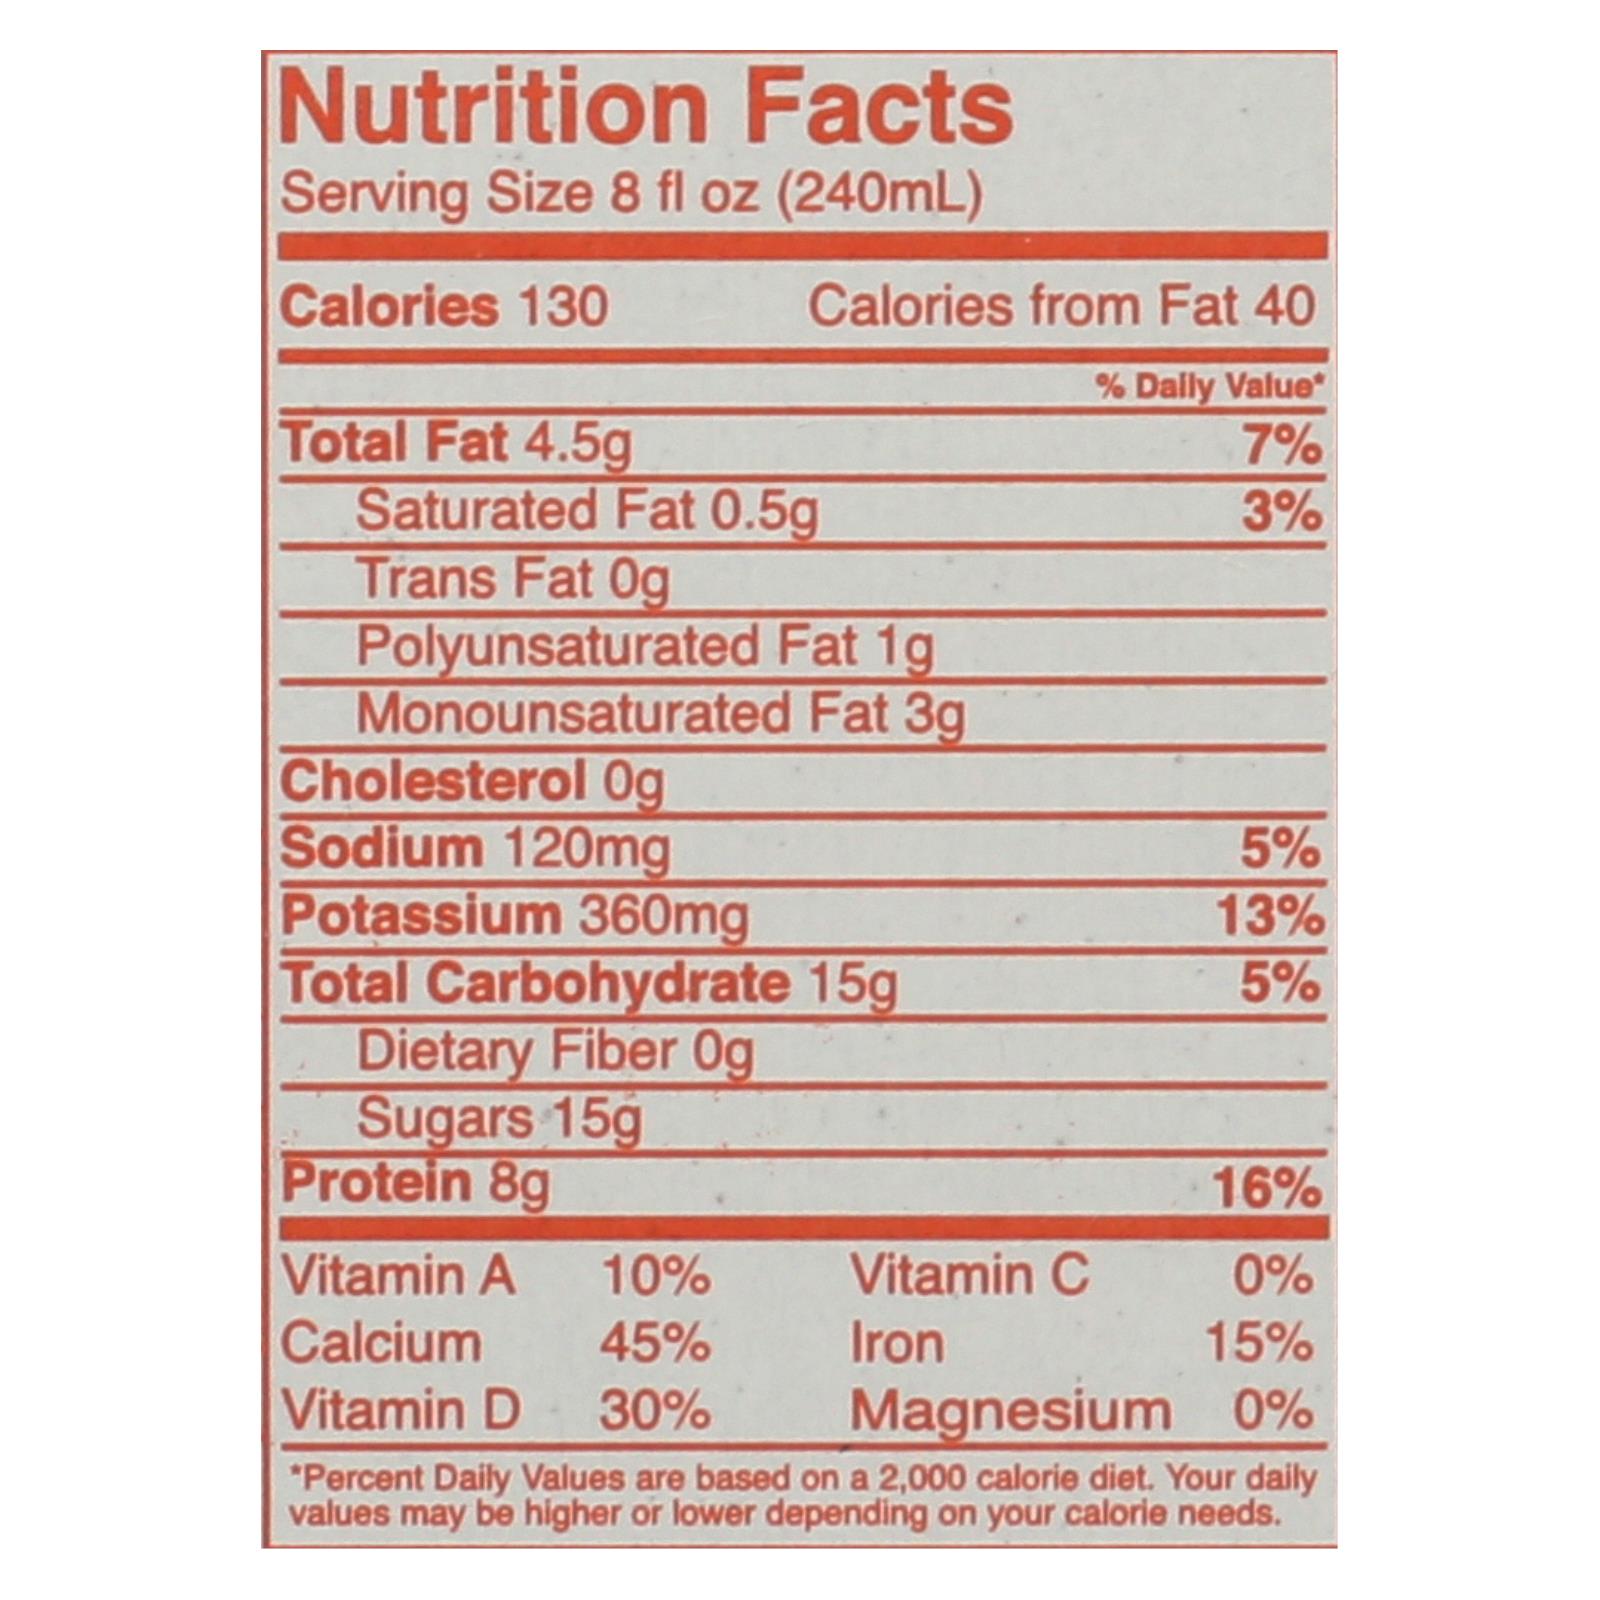 Nutrition Facts
Serving Size 8 fl oz (240mL)
Calories 130 Calories from Fat 40
% Daily Value*
Total Fat 4.5g 7%
Saturated Fat 0.5g 3%
Trans Fat 0g
Polyunsaturated Fat 1g
Monounsaturated Fat 3g
Cholesterol 0g
Sodium 120mg 5%
Potassium 360mg 13%
Total Carbohydrate 15g 5%
Dietary Fiber 0g
Sugars 15g
Protein 8g 16%
Vitamin A 10% Vitamin C 0%
Calcium 45% Iron 15%
Vitamin D 30% Magnesium 0%
*Percent Daily Values are based on a 2,000 calorie diet. Your daily
values may be higher or lower depending on your calorie needs.